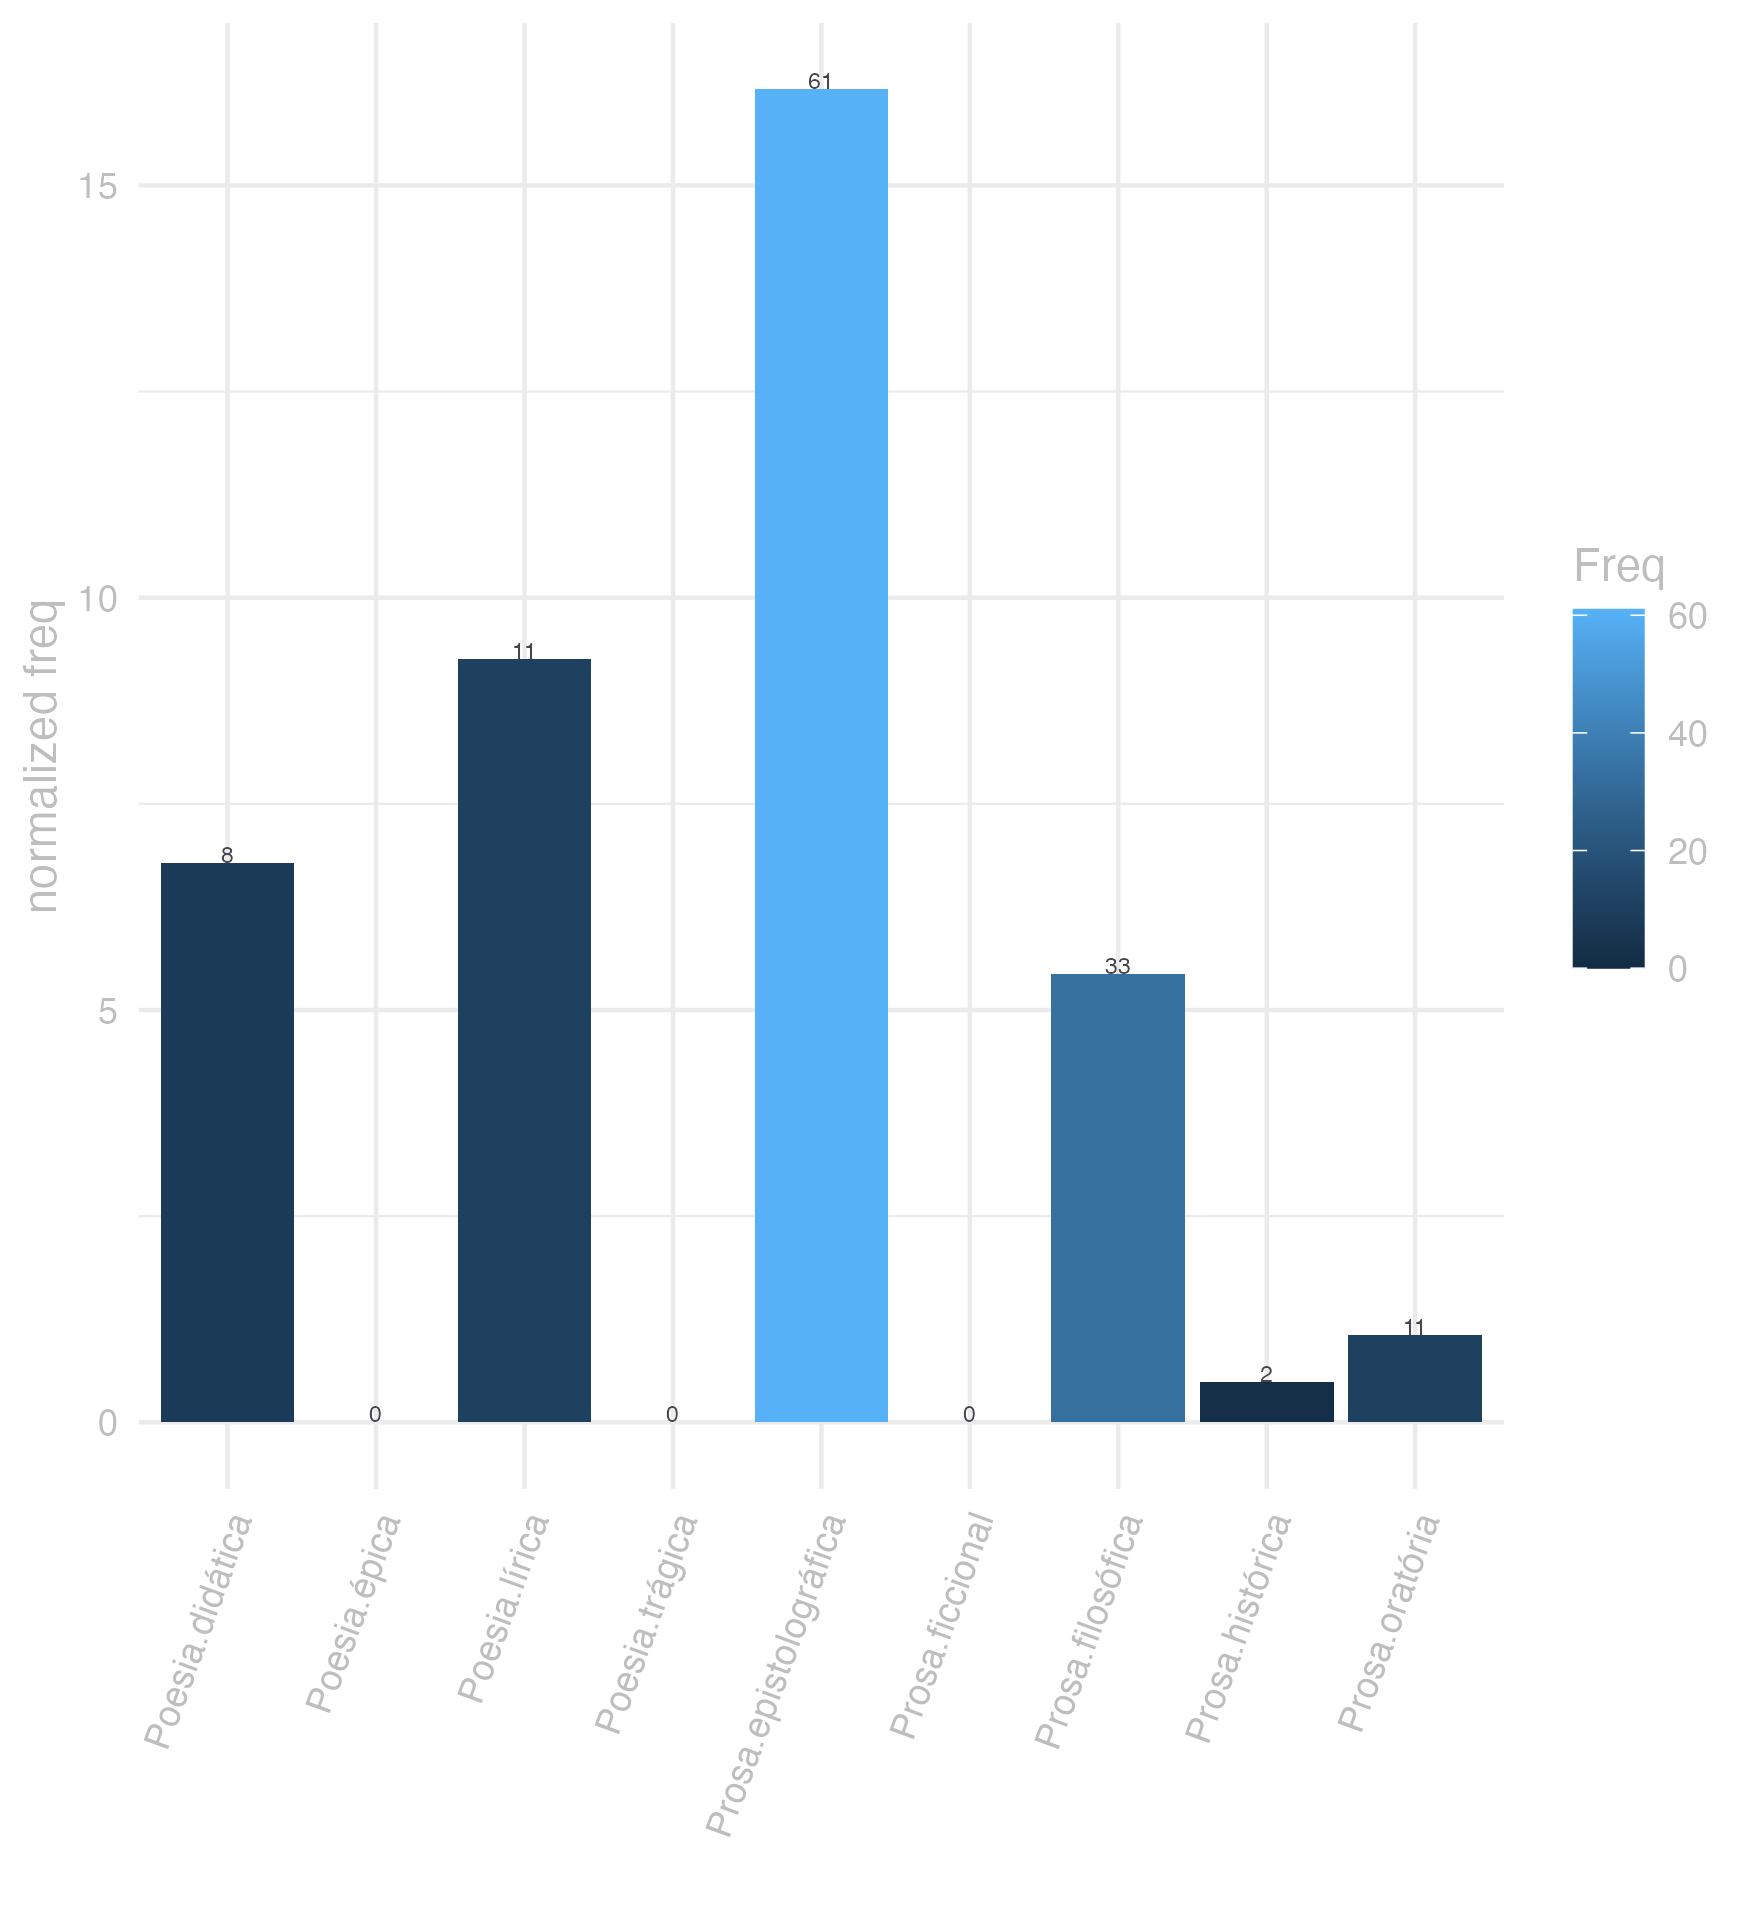 normalized freq
15
10
5
0
8
0
11
0
61
0
33
2
11
Poesia.didática
Poesia.épica
Poesia.lírica
Poesia.trágica
Prosa.epistolográfica
Prosa.ficcional
Prosa.filosófica
Prosa.histórica
Prosa.oratória
Freq
60
40
20
0